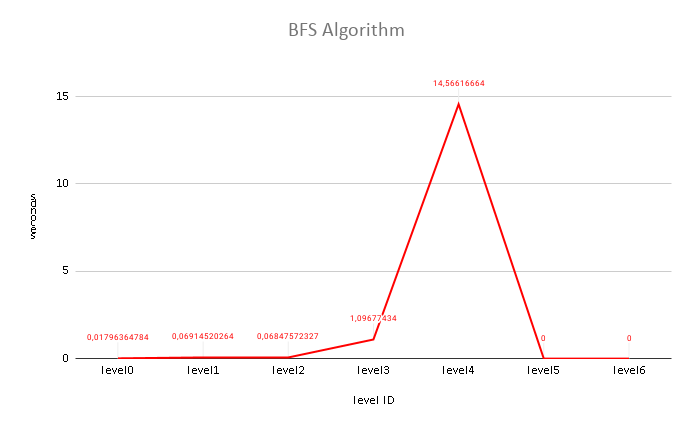 BFS Algorithm
14,56616664
15
10
5
1,09677434
0,01796364784
0,06914520264
0,06847572327
0
0
0
level0
level1
level2
level3
level4
level5
level6
level ID